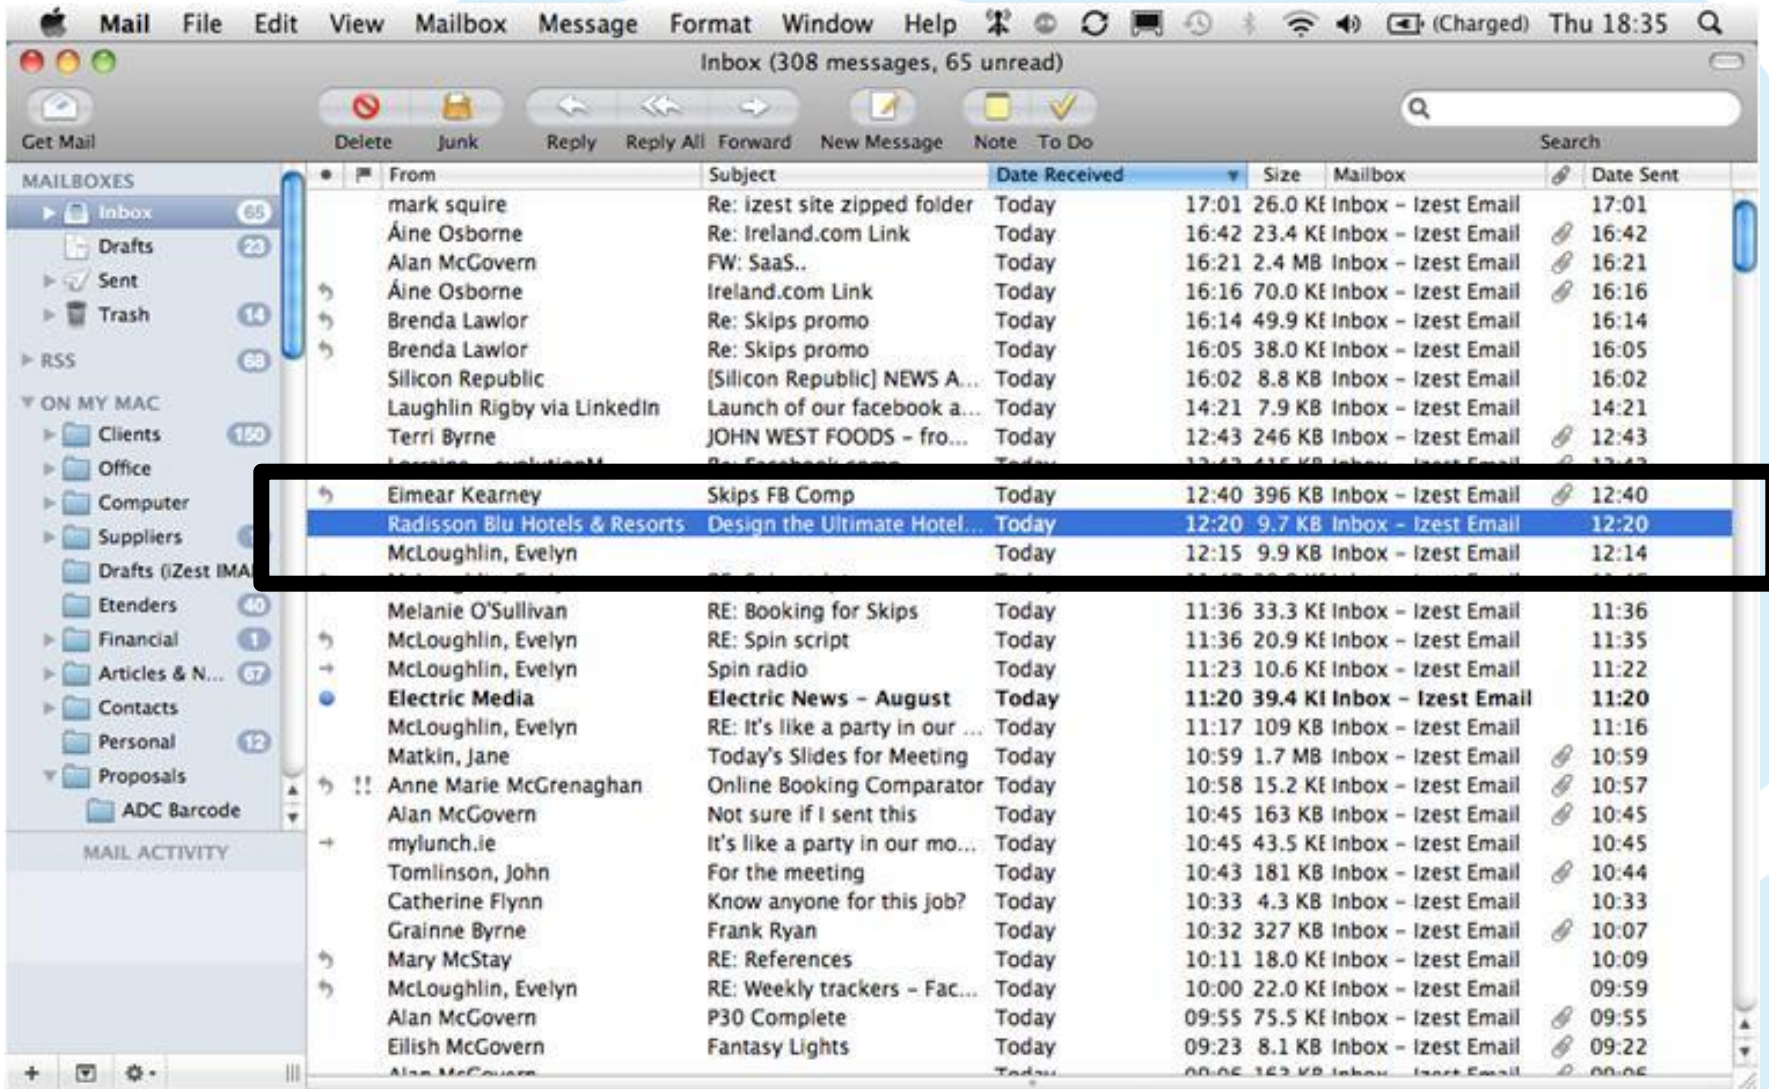 Mail File Edit View Mailbox Message Format Window Help (Charged) Thu 18:35
Inbox (308 messages, 65 unread)
Get Mail Delete Junk Reply Reply All Forward New Message Note To Do Search
MAILBOXES
Inbox 65
Drafts 23
Sent
Trash 14
RSS 68
ON MY MAC
Clients 150
Office
Computer
Suppliers
Drafts (iZest IMA
Etenders 40
Financial 1
Articles & N... 67
Contacts
Personal 12
Proposals
ADC Barcode
MAIL ACTIVITY
From Subject Date Received Size Mailbox Date Sent
mark squire Re: izest site zipped folder Today 17:01 26.0 KE Inbox – Izest Email 17:01
Áine Osborne Re: Ireland.com Link Today 16:42 23.4 KE Inbox – Izest Email 16:42
Alan McGovern FW: SaaS.. Today 16:21 2.4 MB Inbox – Izest Email 16:21
Áine Osborne Ireland.com Link Today 16:16 70.0 KE Inbox – Izest Email 16:16
Brenda Lawlor Re: Skips promo Today 16:14 49.9 KE Inbox – Izest Email 16:14
Brenda Lawlor Re: Skips promo Today 16:05 38.0 KE Inbox – Izest Email 16:05
Silicon Republic [Silicon Republic] NEWS A... Today 16:02 8.8 KB Inbox – Izest Email 16:02
Laughlin Rigby via LinkedIn Launch of our facebook a... Today 14:21 7.9 KB Inbox – Izest Email 14:21
Terri Byrne JOHN WEST FOODS – fro... Today 12:43 246 KB Inbox – Izest Email 12:43
Eimear Kearney Skips FB Comp Today 12:40 396 KB Inbox – Izest Email 12:40
Radisson Blu Hotels & Resorts Design the Ultimate Hotel... Today 12:20 9.7 KB Inbox – Izest Email 12:20
McLoughlin, Evelyn Today 12:15 9.9 KB Inbox – Izest Email 12:14
Melanie O'Sullivan RE: Booking for Skips Today 11:36 33.3 KE Inbox – Izest Email 11:36
McLoughlin, Evelyn RE: Spin script Today 11:36 20.9 KE Inbox – Izest Email 11:35
McLoughlin, Evelyn Spin radio Today 11:23 10.6 KE Inbox – Izest Email 11:22
Electric Media Electric News – August Today 11:20 39.4 KI Inbox – Izest Email 11:20
McLoughlin, Evelyn RE: It's like a party in our ... Today 11:17 109 KB Inbox – Izest Email 11:16
Matkin, Jane Today's Slides for Meeting Today 10:59 1.7 MB Inbox – Izest Email 10:59
!! Anne Marie McGrenaghan Online Booking Comparator Today 10:58 15.2 KE Inbox – Izest Email 10:57
Alan McGovern Not sure if I sent this Today 10:45 163 KB Inbox – Izest Email 10:45
mylunch.ie It's like a party in our mo... Today 10:45 43.5 KE Inbox – Izest Email 10:45
Tomlinson, John For the meeting Today 10:43 181 KB Inbox – Izest Email 10:44
Catherine Flynn Know anyone for this job? Today 10:33 4.3 KB Inbox – Izest Email 10:33
Grainne Byrne Frank Ryan Today 10:32 327 KB Inbox – Izest Email 10:07
Mary McStay RE: References Today 10:11 18.0 KE Inbox – Izest Email 10:09
McLoughlin, Evelyn RE: Weekly trackers – Fac... Today 10:00 22.0 KE Inbox – Izest Email 09:59
Alan McGovern P30 Complete Today 09:55 75.5 KE Inbox – Izest Email 09:55
Eilish McGovern Fantasy Lights Today 09:23 8.1 KB Inbox – Izest Email 09:22
Alan McGovern Today 09:06 163 KB Inbox – Izest Email 09:06